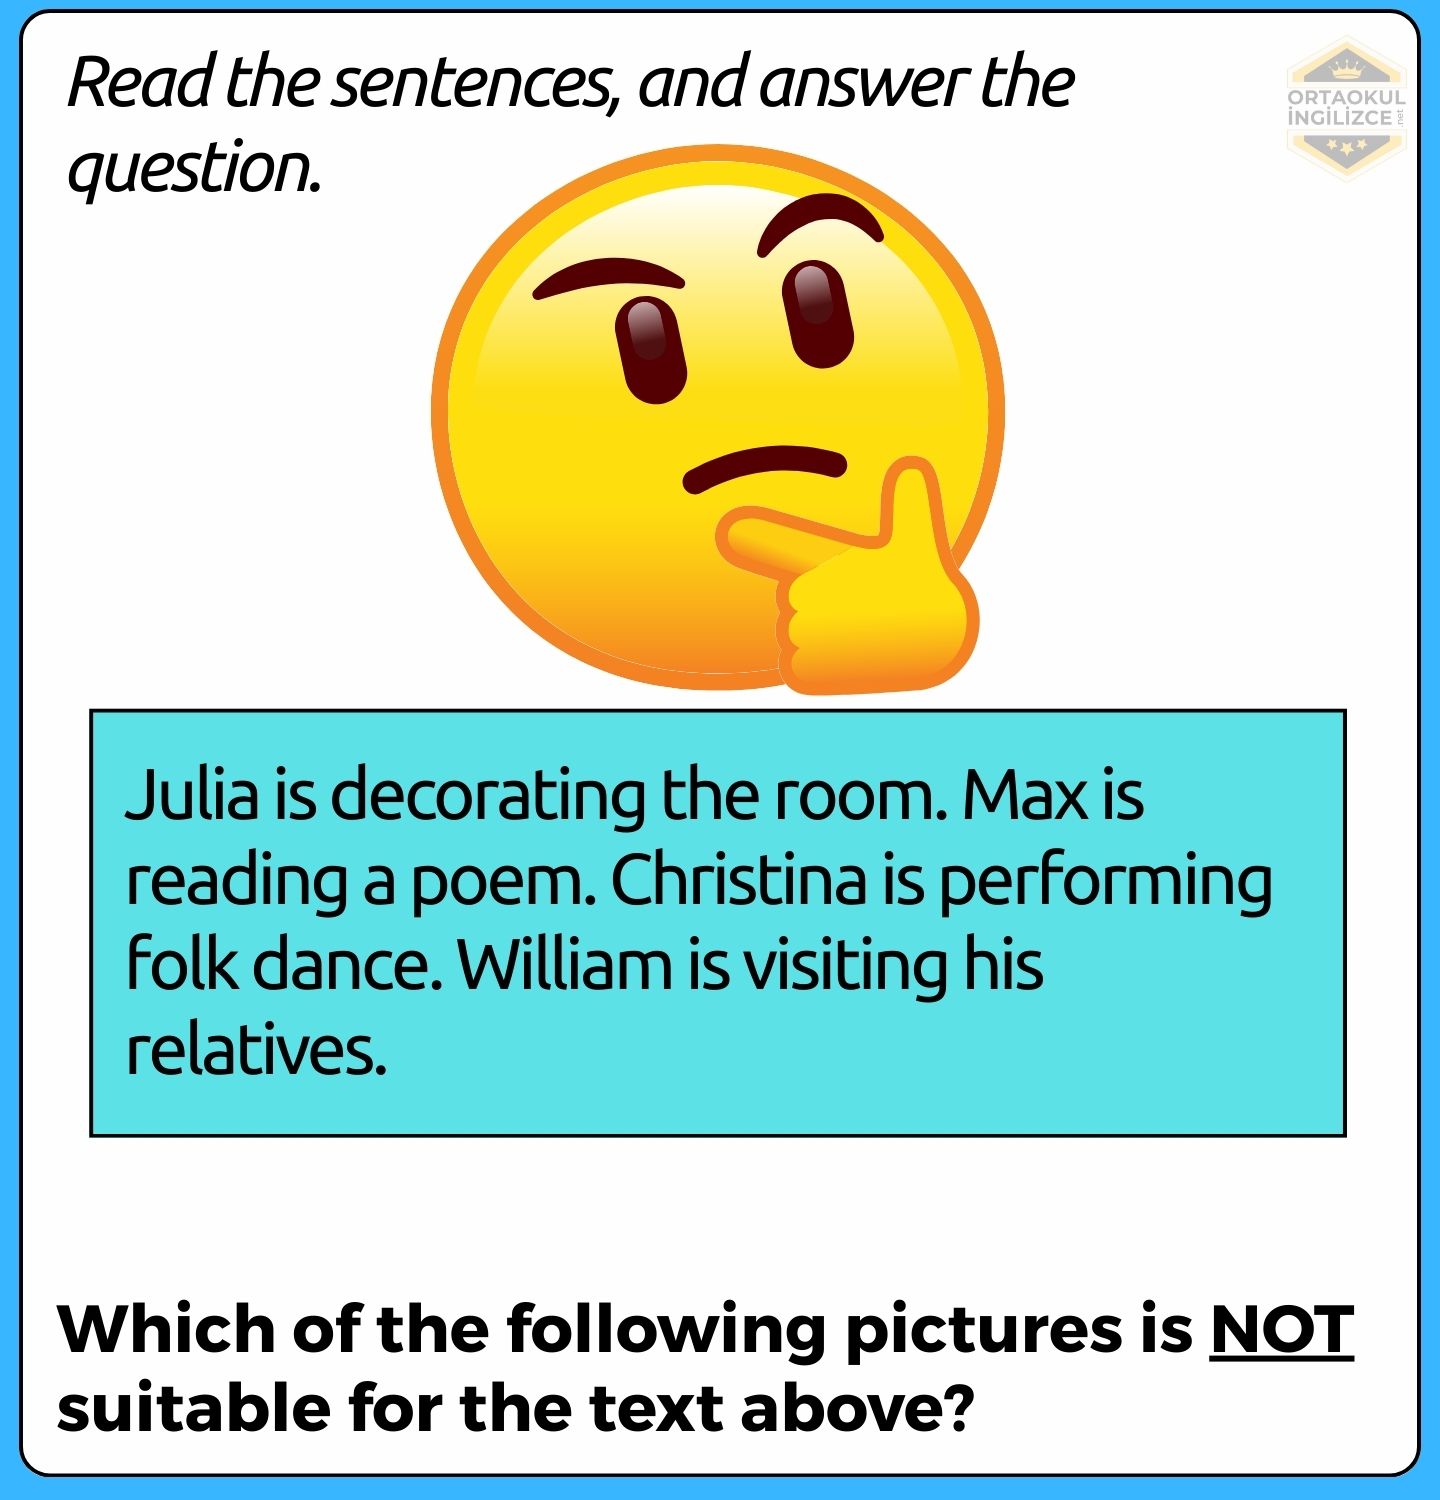 Read the sentences, and answer the
question.
ORTAOKUL
İNGİLİZCE
.net
Julia is decorating the room. Max is
reading a poem. Christina is performing
folk dance. William is visiting his
relatives.
Which of the following pictures is NOT
suitable for the text above?